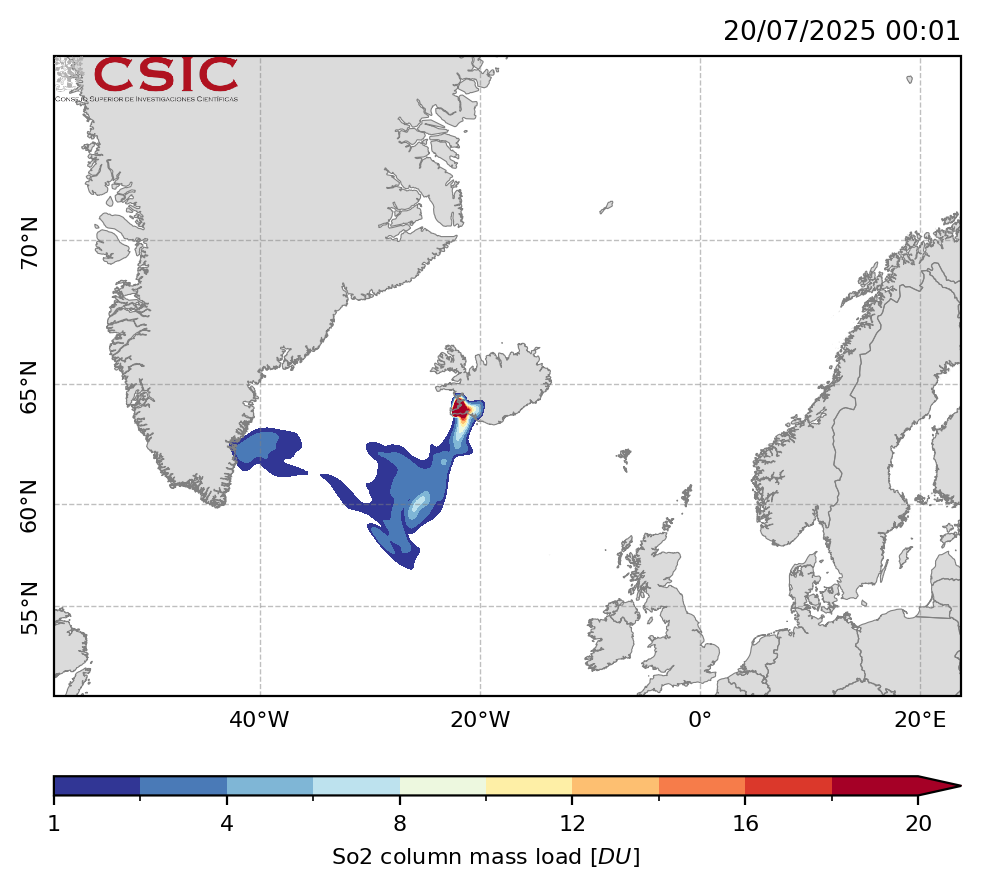 20/07/2025 00:01
CSIC
CONSEJO SUPERIOR DE INVESTIGACIONES CIENTÍFICAS
70°N
65°N
60°N
55°N
40°W 20°W 0° 20°E
1 4 8 12 16 20
So2 column mass load [DU]